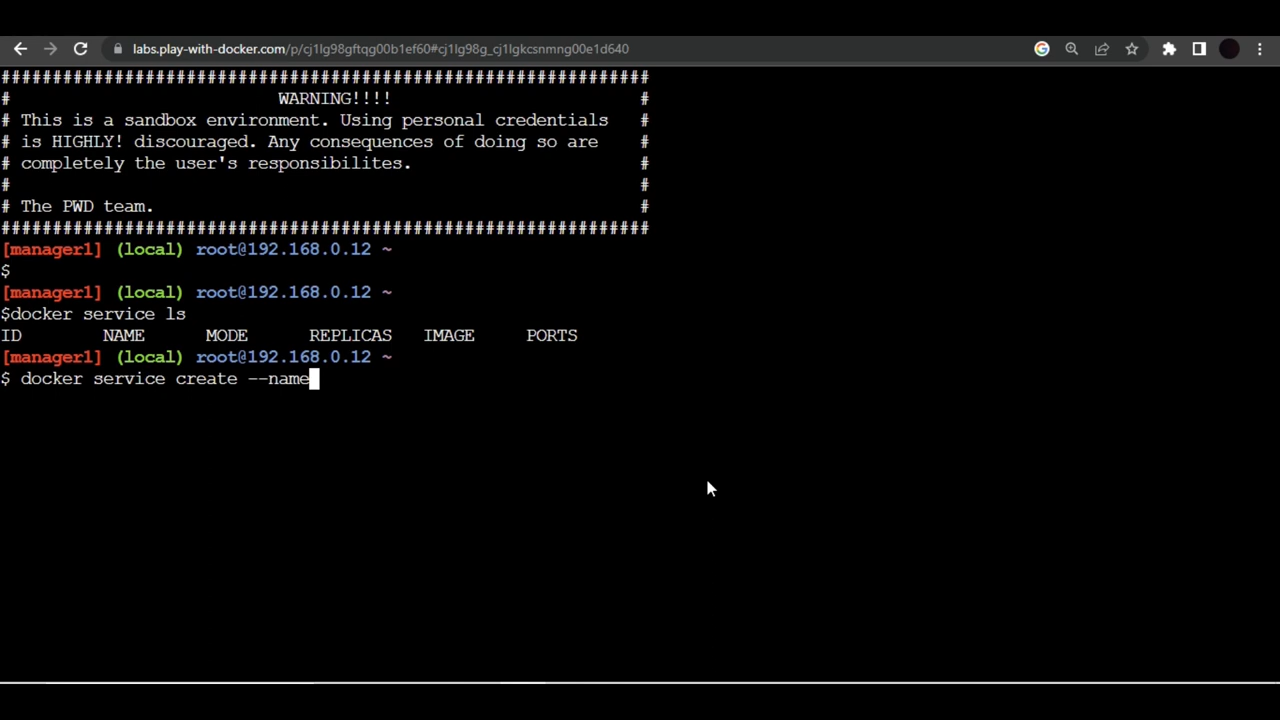 labs.play-with-docker.com/p/cj1lg98gftqg00b1ef60#cj1lg98g_cj1lgkcsnmng00e1d640
###############################################################
# WARNING!!!! #
# This is a sandbox environment. Using personal credentials #
# is HIGHLY! discouraged. Any consequences of doing so are #
# completely the user's responsibilites. #
# #
# The PWD team. #
###############################################################
[manager1] (local) root@192.168.0.12 ~
$
[manager1] (local) root@192.168.0.12 ~
$docker service ls
ID NAME MODE REPLICAS IMAGE PORTS
[manager1] (local) root@192.168.0.12 ~
$ docker service create --name